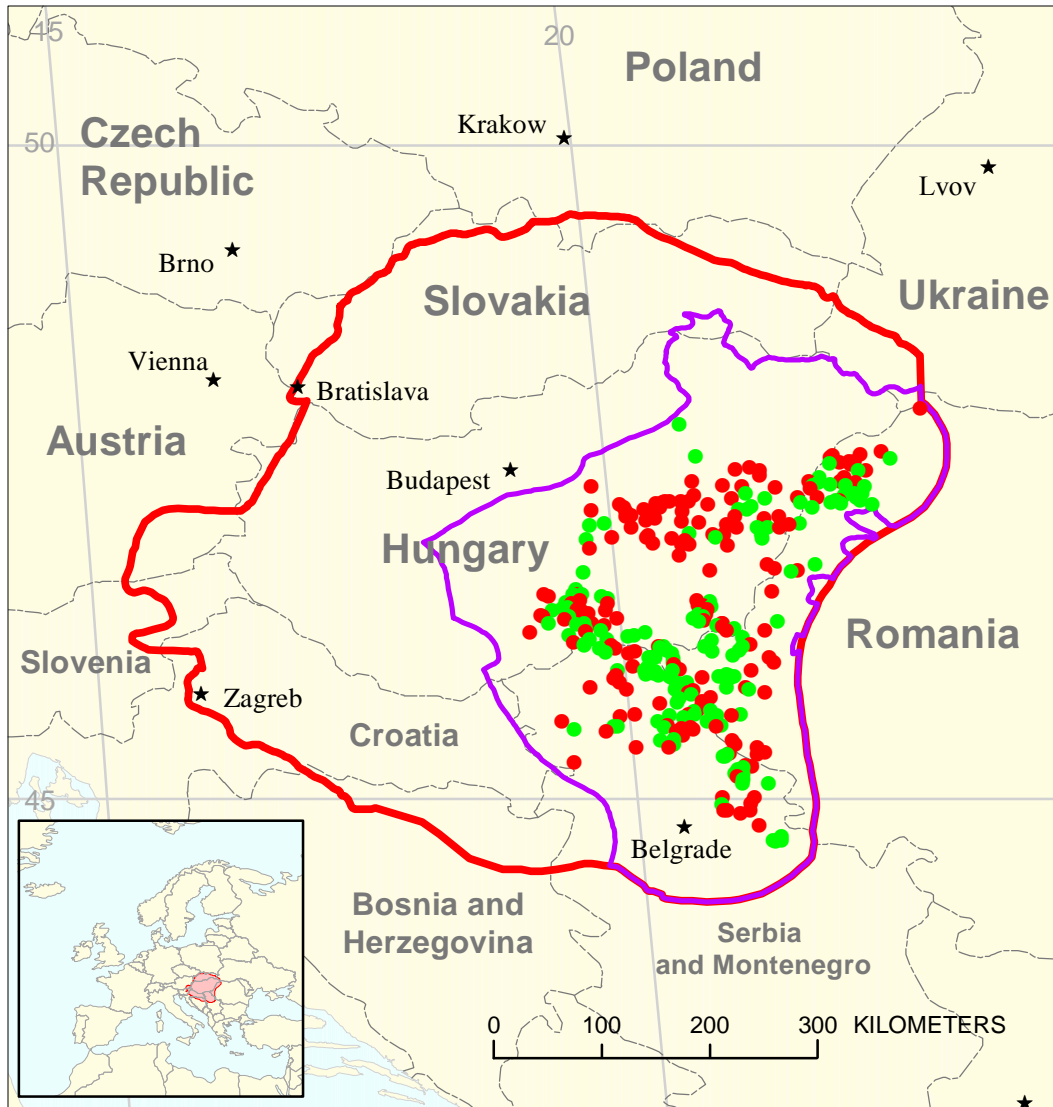 15
20
Poland
Krakow
Czech
Republic
50
Lvov
Brno
Slovakia
Ukraine
Vienna
Bratislava
Austria
Budapest
Hungary
Romania
Slovenia
Zagreb
Croatia
45
Belgrade
Bosnia and
Herzegovina
Serbia
and Montenegro
0 100 200 300 KILOMETERS